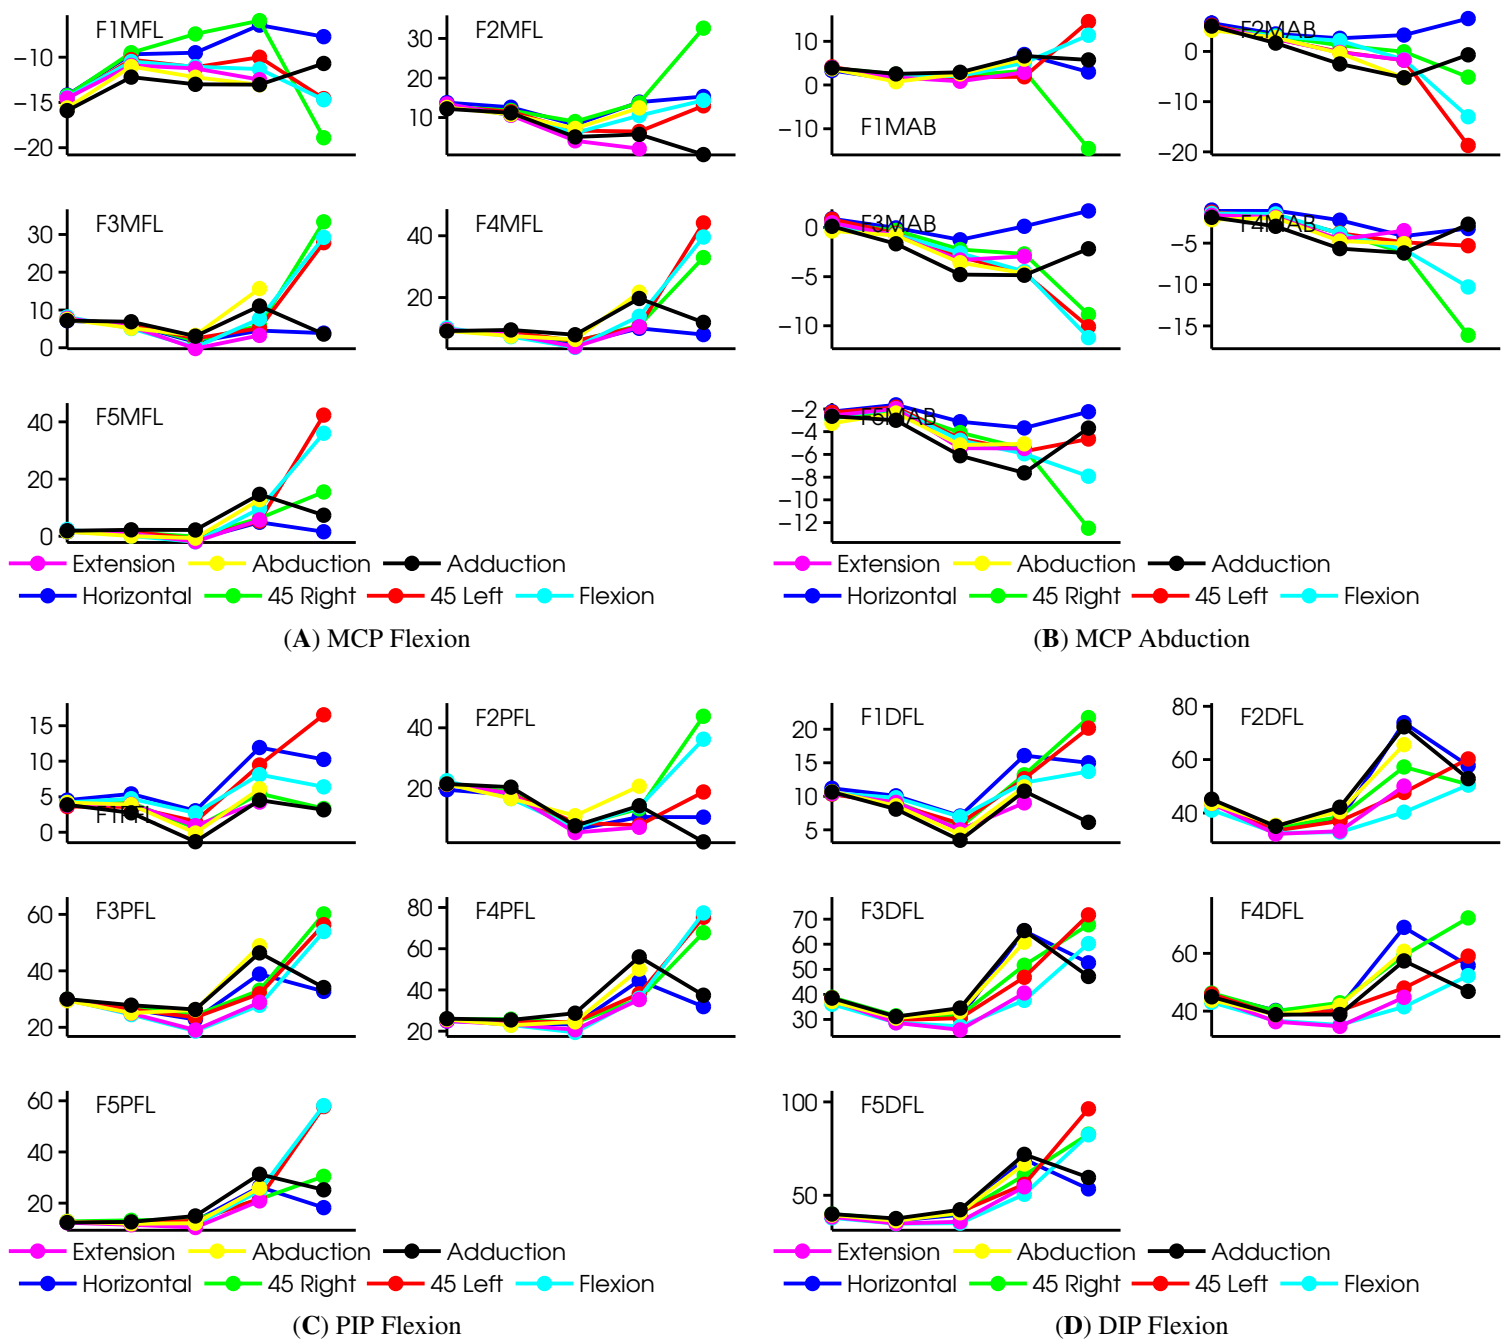 F1MFL
−10
−15
−20
F2MFL
30
20
10
F1MAB
10
0
−10
F2MAB
0
−10
−20
F3MFL
30
20
10
0
F4MFL
40
20
F3MAB
0
−5
−10
F4MAB
−5
−10
−15
F5MFL
40
20
0
F5MAB
−2
−4
−6
−8
−10
−12
Extension Abduction Adduction
Horizontal 45 Right 45 Left Flexion
(A) MCP Flexion
Extension Abduction Adduction
Horizontal 45 Right 45 Left Flexion
(B) MCP Abduction
15
10
5
0
F2PFL
40
20
F1DFL
20
15
10
5
F2DFL
80
60
40
F3PFL
60
40
20
F4PFL
80
60
40
20
F3DFL
70
60
50
40
30
F4DFL
60
40
F5PFL
60
40
20
F5DFL
100
50
Extension Abduction Adduction
Horizontal 45 Right 45 Left Flexion
(C) PIP Flexion
Extension Abduction Adduction
Horizontal 45 Right 45 Left Flexion
(D) DIP Flexion